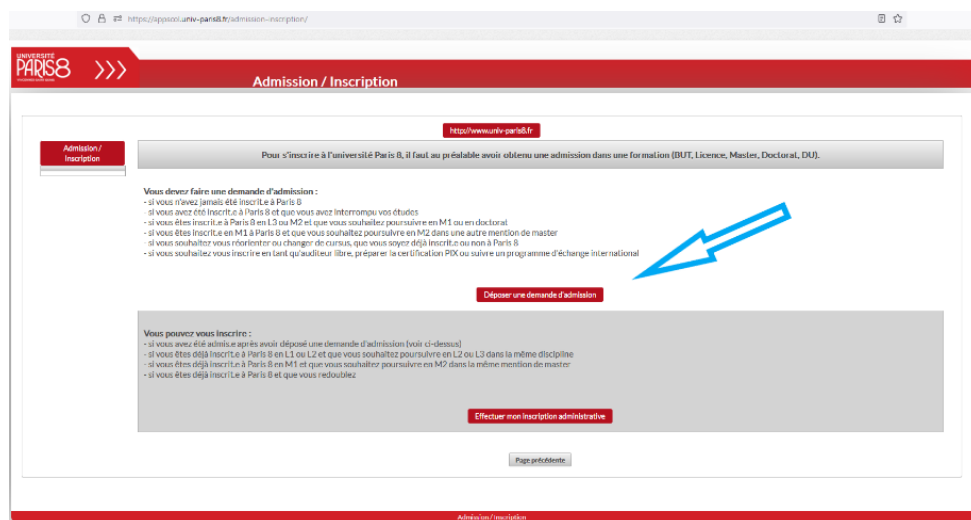 https://appscol.univ-paris8.fr/admission-inscription/
UNIVERSITÉ
PARIS8
Admission / Inscription
http://www.univ-paris8.fr
Admission /
Inscription
Pour s'inscrire à l'université Paris 8, il faut au préalable avoir obtenu une admission dans une formation (BUT, Licence, Master, Doctorat, DU).
Vous devez faire une demande d'admission :
- si vous n'avez jamais été inscrit.e à Paris 8
- si vous avez été inscrit.e à Paris 8 et que vous avez interrompu vos études
- si vous êtes inscrit.e à Paris 8 en L3 ou M2 et que vous souhaitez poursuivre en M1 ou en doctorat
- si vous êtes inscrit.e en M1 à Paris 8 et que vous souhaitez poursuivre en M2 dans une autre mention de master
- si vous souhaitez vous réorienter ou changer de cursus, que vous soyez déjà inscrit.e ou non à Paris 8
- si vous souhaitez vous inscrire en tant qu'auditeur libre, préparer la certification PIX ou suivre un programme d'échange international
Déposer une demande d'admission
Vous pouvez vous inscrire :
- si vous avez été admis.e après avoir déposé une demande d'admission (voir ci-dessus)
- si vous êtes déjà inscrit.e à Paris 8 en L1 ou L2 et que vous souhaitez poursuivre en L2 ou L3 dans la même discipline
- si vous êtes déjà inscrit.e à Paris 8 en M1 et que vous souhaitez poursuivre en M2 dans la même mention de master
- si vous êtes déjà inscrit.e à Paris 8 et que vous redoublez
Effectuer mon inscription administrative
Page précédente
Admission / Inscription